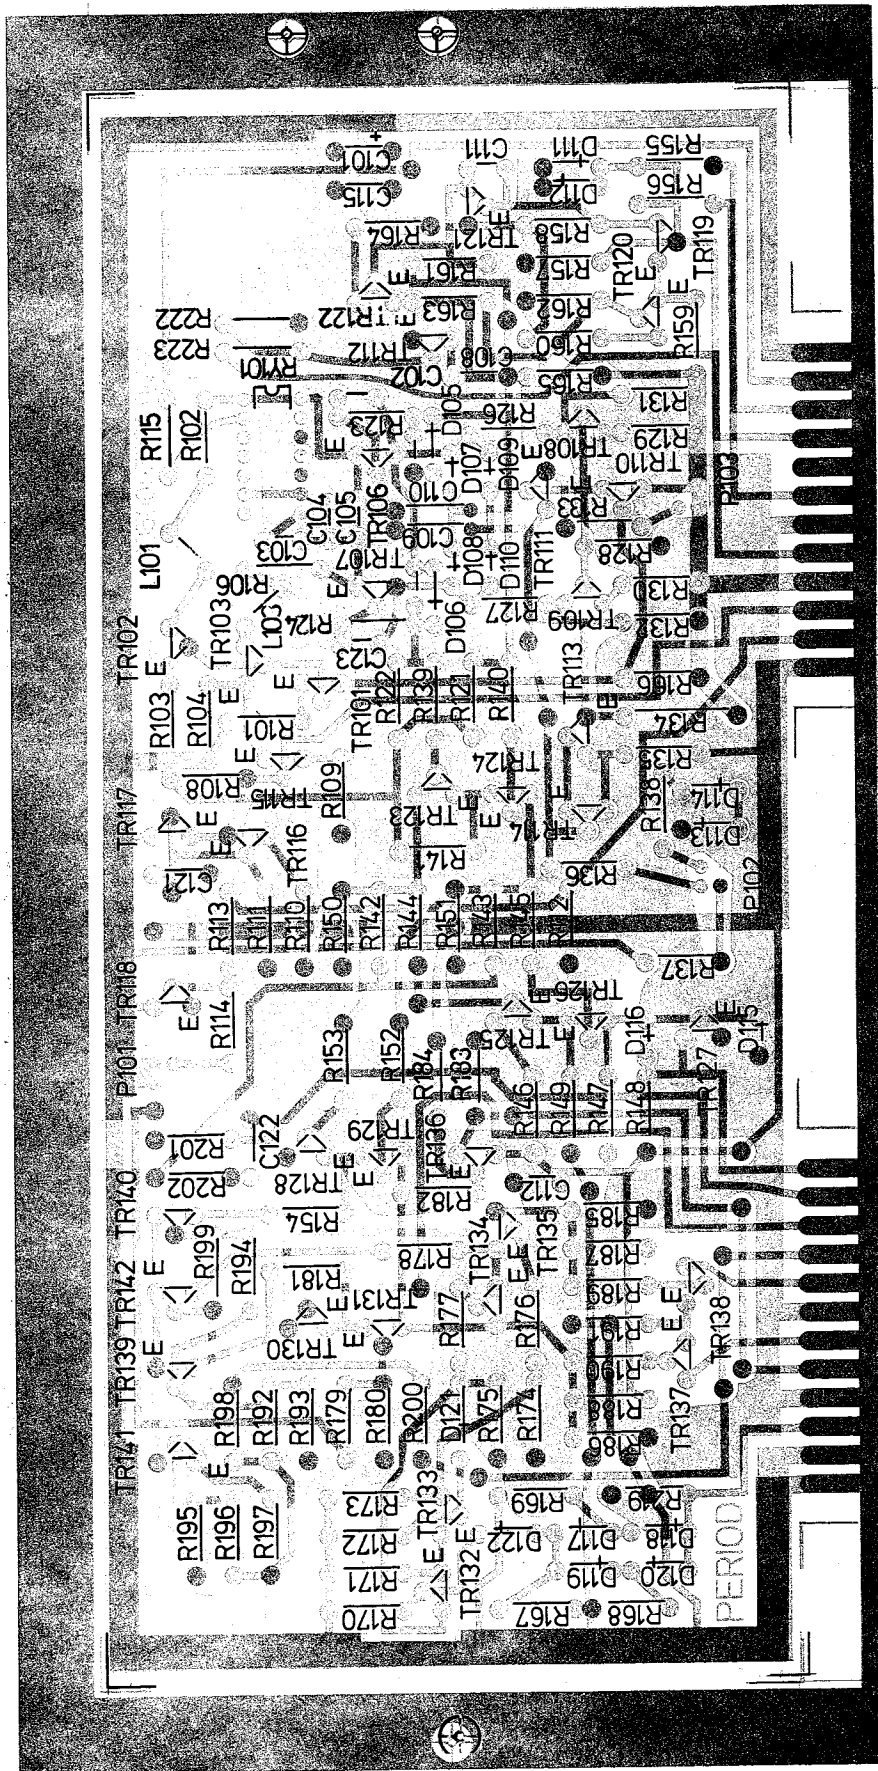 C101
+
C115
C111
D111
+
D112
+
R155
R156
R164
TR121
E
R158
TR120
TR119
R161
E
R157
E
R222
TR122
R163
R162
E
R223
TR112
E
C108
R160
R159
RY101
C102
R165
R115
R102
R123
D105
R126
R131
E
D107
D109
TR108
E
R129
TR110
+
+
P103
L101
C104
C105
TR106
C110
R133
E
C103
C109
TR111
R128
TR107
D108
D110
+
+
R106
E
R130
TR102
TR103
L103
R124
D106
+
R127
TR109
R132
E
C123
TR113
R103
R104
E
E
R101
TR101
R122
R139
R121
R140
R166
E
R134
E
R135
R108
TR115
R109
TR124
TR117
TR123
E
E
TR114
E
R138
D114
+
D113
+
E
E
TR116
R141
R136
C121
P102
R113
R111
R110
R150
R142
R144
R151
R143
R145
R112
TR118
R137
E
R114
TR126
E
P101
R153
R152
TR125
E
D116
+
TR127
E
D115
+
R184
R183
R146
R149
R147
R148
R201
C122
TR129
TR136
R202
TR128
E
E
E
TR140
R154
R182
C112
R185
R199
R194
R178
TR134
TR135
R187
E
TR142
R181
E
TR131
E
E
R189
R177
R176
R191
E
E
TR138
TR130
E
TR139
E
R190
R198
R192
R193
R179
R180
R200
D121
R175
R174
R188
TR137
R186
TR141
E
R195
R196
R197
R173
TR133
R169
R119
R172
E
D122
+
D117
+
D118
+
R171
E
TR132
D119
+
D120
+
R170
R167
R168
PERIOD